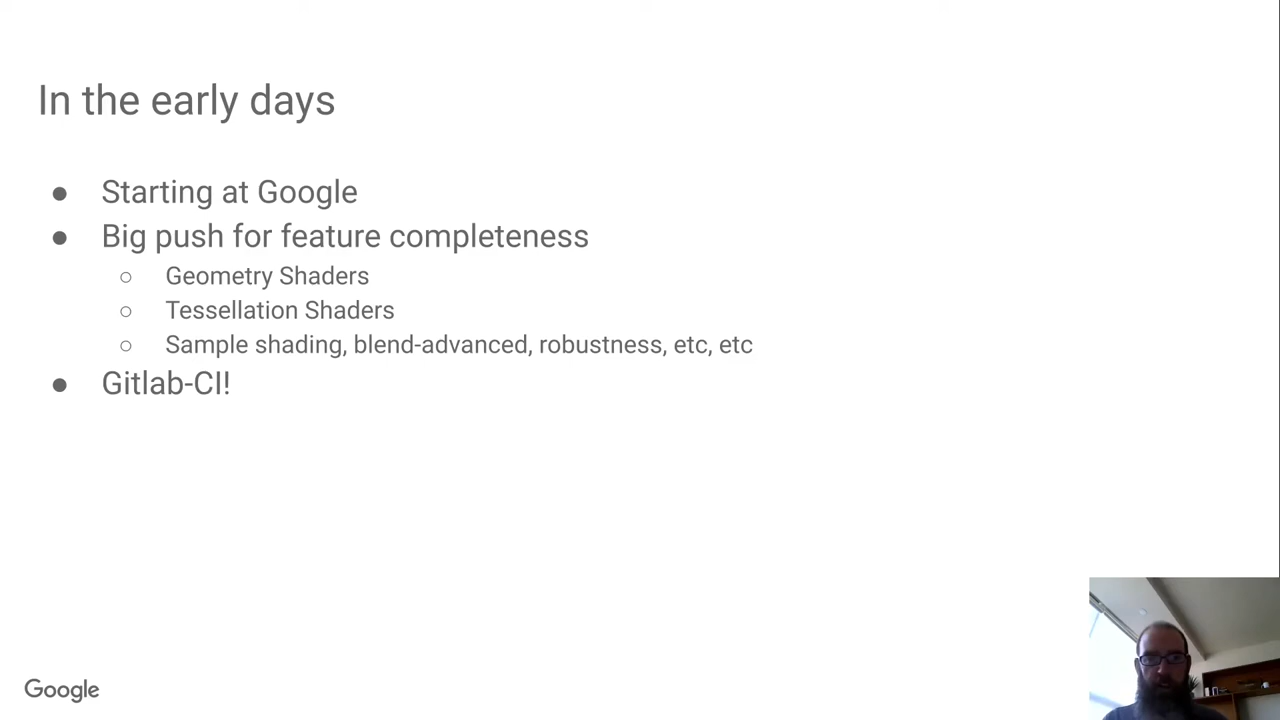 In the early days
● Starting at Google
● Big push for feature completeness
○ Geometry Shaders
○ Tessellation Shaders
○ Sample shading, blend-advanced, robustness, etc, etc
● Gitlab-CI!
Google